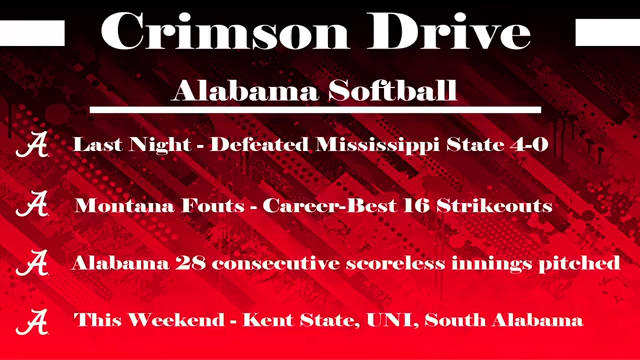 Crimson Drive
Alabama Softball
A Last Night - Defeated Mississippi State 4-0
A Montana Fouts - Career-Best 16 Strikeouts
A Alabama 28 consecutive scoreless innings pitched
A This Weekend - Kent State, UNI, South Alabama